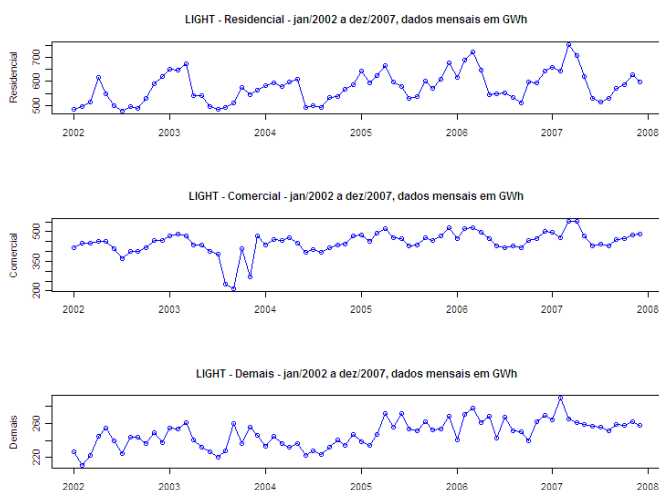 LIGHT - Residencial - jan/2002 a dez/2007, dados mensais em GWh
Residencial
700
600
500
2002 2003 2004 2005 2006 2007 2008
LIGHT - Comercial - jan/2002 a dez/2007, dados mensais em GWh
Comercial
500
350
200
2002 2003 2004 2005 2006 2007 2008
LIGHT - Demais - jan/2002 a dez/2007, dados mensais em GWh
Demais
260
220
2002 2003 2004 2005 2006 2007 2008